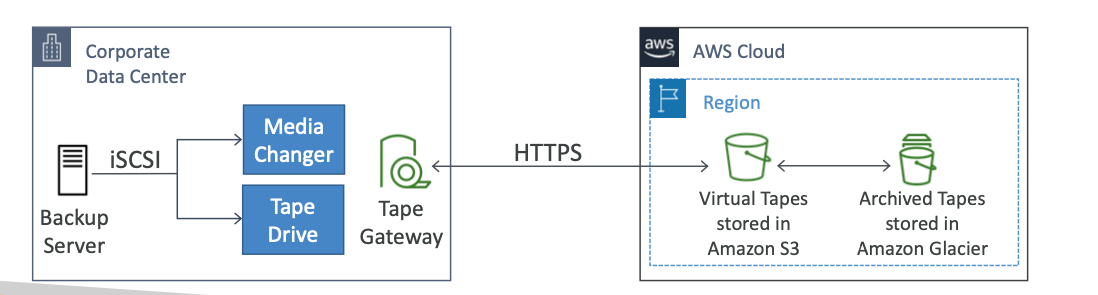 Corporate
Data Center
Backup
Server
iSCSI
Media
Changer
Tape
Drive
Tape
Gateway
HTTPS
aws
AWS Cloud
Region
Virtual Tapes
stored in
Amazon S3
Archived Tapes
stored in
Amazon Glacier